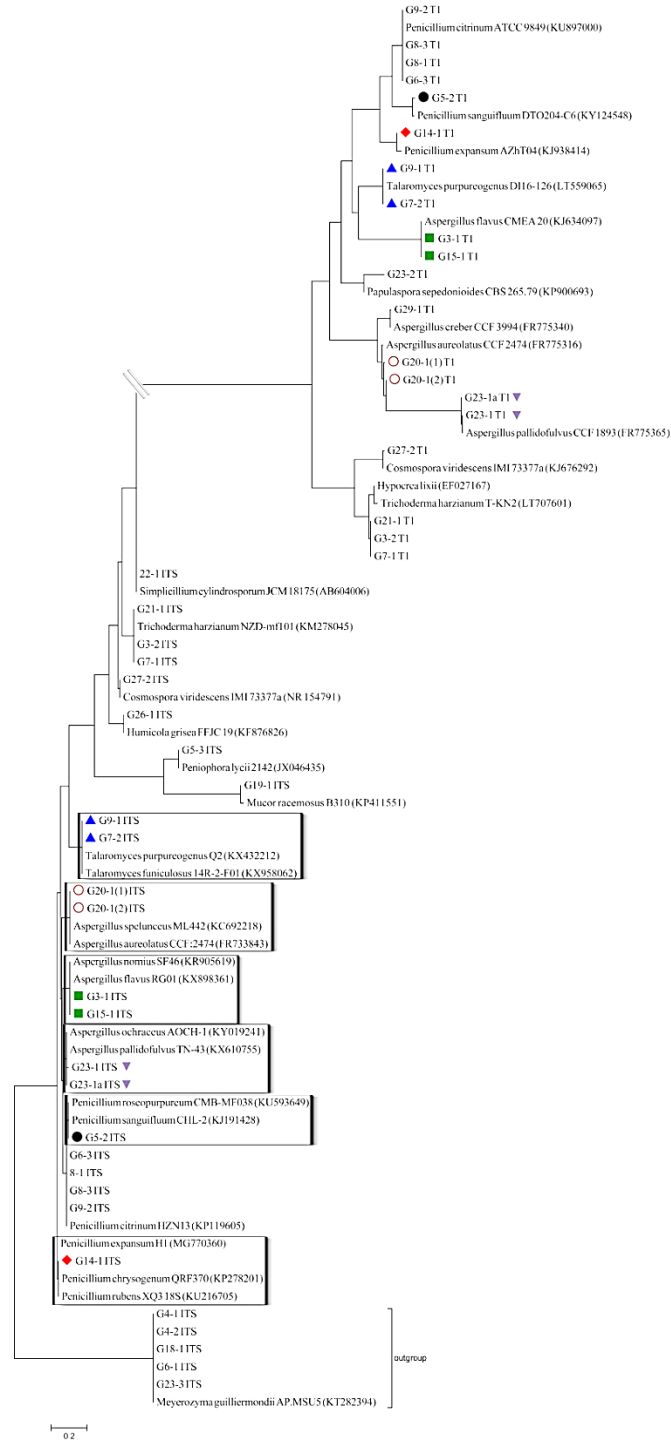 G9-2 T1
Penicillium citrinum ATCC 9849 (KU897000)
G8-3 T1
G8-1 T1
G6-3 T1
G5-2 T1
Penicillium sanguifluum DTO204-C6 (KY124548)
G14-1 T1
Penicillium expansum AZhT04 (KJ938414)
G9-1 T1
Talaromyces purpureogenus DI16-126 (LT559065)
G7-2 T1
Aspergillus flavus CMEA 20 (KJ634097)
G3-1 T1
G15-1 T1
G23-2 T1
Papulaspora sepedonioides CBS 265.79 (KP900693)
G29-1 T1
Aspergillus creber CCF 3994 (FR775340)
Aspergillus aureolatus CCF 2474 (FR775316)
G20-1(1) T1
G20-1(2) T1
G23-1a T1
G23-1 T1
Aspergillus pallidofulvus CCF 1893 (FR775365)
G27-2 T1
Cosmospora viridescens IMI 73377a (KJ676292)
Hypocrea lixii (EF027167)
Trichoderma harzianum T-KN2 (LT707601)
G21-1 T1
G3-2 T1
G7-1 T1
22-1 ITS
Simplicillium cylindrosporum JCM 18175 (AB604006)
G21-1 ITS
Trichoderma harzianum NZD-mf101 (KM278045)
G3-2 ITS
G7-1 ITS
G27-2 ITS
Cosmospora viridescens IMI 73377a (NR 154791)
G26-1 ITS
Humicola grisea FFJC 19 (KF876826)
G5-3 ITS
Peniophora lycii 2142 (JX046435)
G19-1 ITS
Mucor racemosus B310 (KP411551)
G9-1 ITS
G7-2 ITS
Talaromyces purpureogenus Q2 (KX432212)
Talaromyces funiculosus 14R-2-F01 (KX958062)
G20-1(1) ITS
G20-1(2) ITS
Aspergillus spelunceus ML442 (KC692218)
Aspergillus aureolatus CCF:2474 (FR733843)
Aspergillus nomius SF46 (KR905619)
Aspergillus flavus RG01 (KX898361)
G3-1 ITS
G15-1 ITS
Aspergillus ochraceus AOCH-1 (KY019241)
Aspergillus pallidofulvus TN-43 (KX610755)
G23-1 ITS
G23-1a ITS
Penicillium roseopurpureum CMB-MF038 (KU593649)
Penicillium sanguifluum CHL-2 (KJ191428)
G5-2 ITS
G6-3 ITS
8-1 ITS
G8-3 ITS
G9-2 ITS
Penicillium citrinum HZN13 (KP119605)
Penicillium expansum H1 (MG770360)
G14-1 ITS
Penicillium chrysogenum QRF370 (KP278201)
Penicillium rubens XQ3 18S (KU216705)
G4-1 ITS
G4-2 ITS
G18-1 ITS
G6-1 ITS
G23-3 ITS
Meyerozyma guilliermondii AP.MSU5 (KT282394)
outgroup
0.2